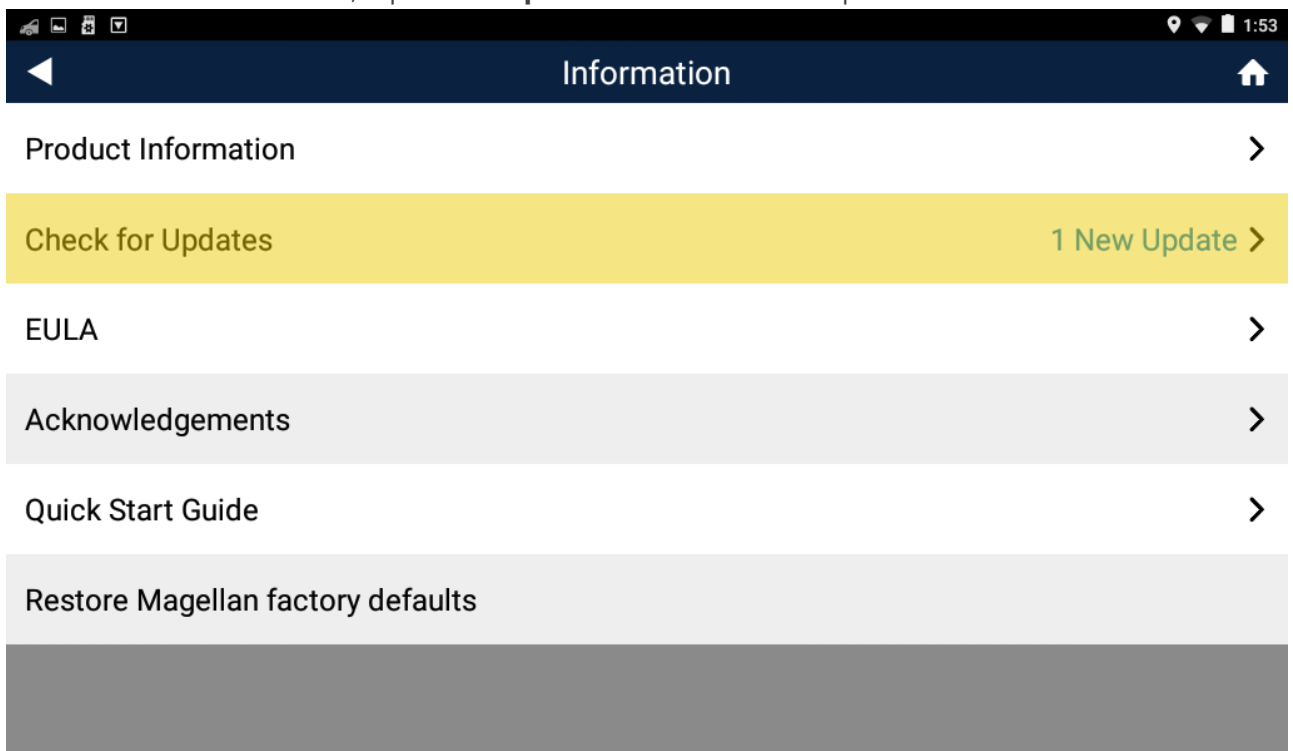 1:53
Information
Product Information
Check for Updates 1 New Update
EULA
Acknowledgements
Quick Start Guide
Restore Magellan factory defaults